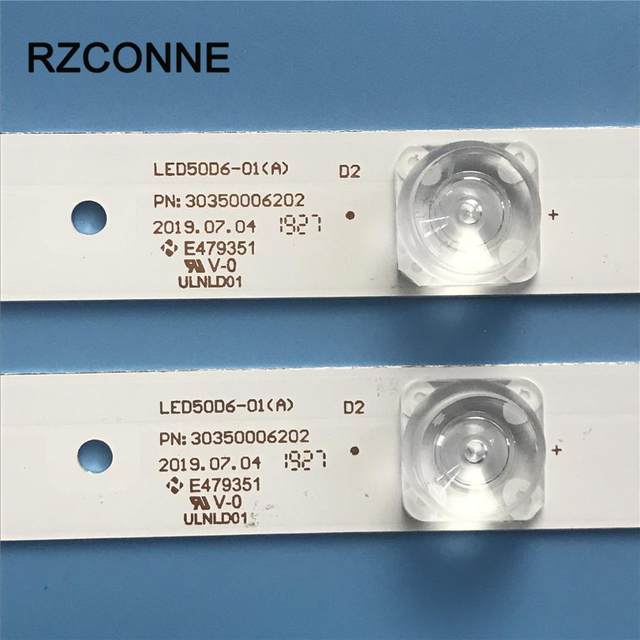 RZCONNE
LED50D6-01(A) D2
PN:30350006202
2019.07.04 1927
E479351
V-0
ULNLD01
+
LED50D6-01(A) D2
PN:30350006202
2019.07.04 1927
E479351
V-0
ULNLD01
+